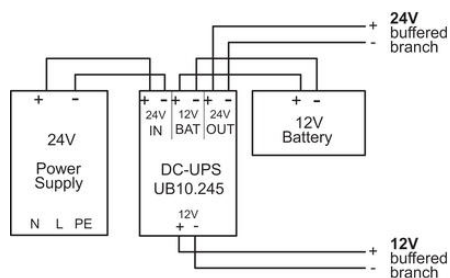 24V
+ buffered
- branch
+ - + - + - + -
24V 12V 24V
IN BAT OUT
+ -
24V
Power
Supply
N L PE
+ -
12V
Battery
DC-UPS
UB10.245
12V
+ -
12V
+ buffered
- branch